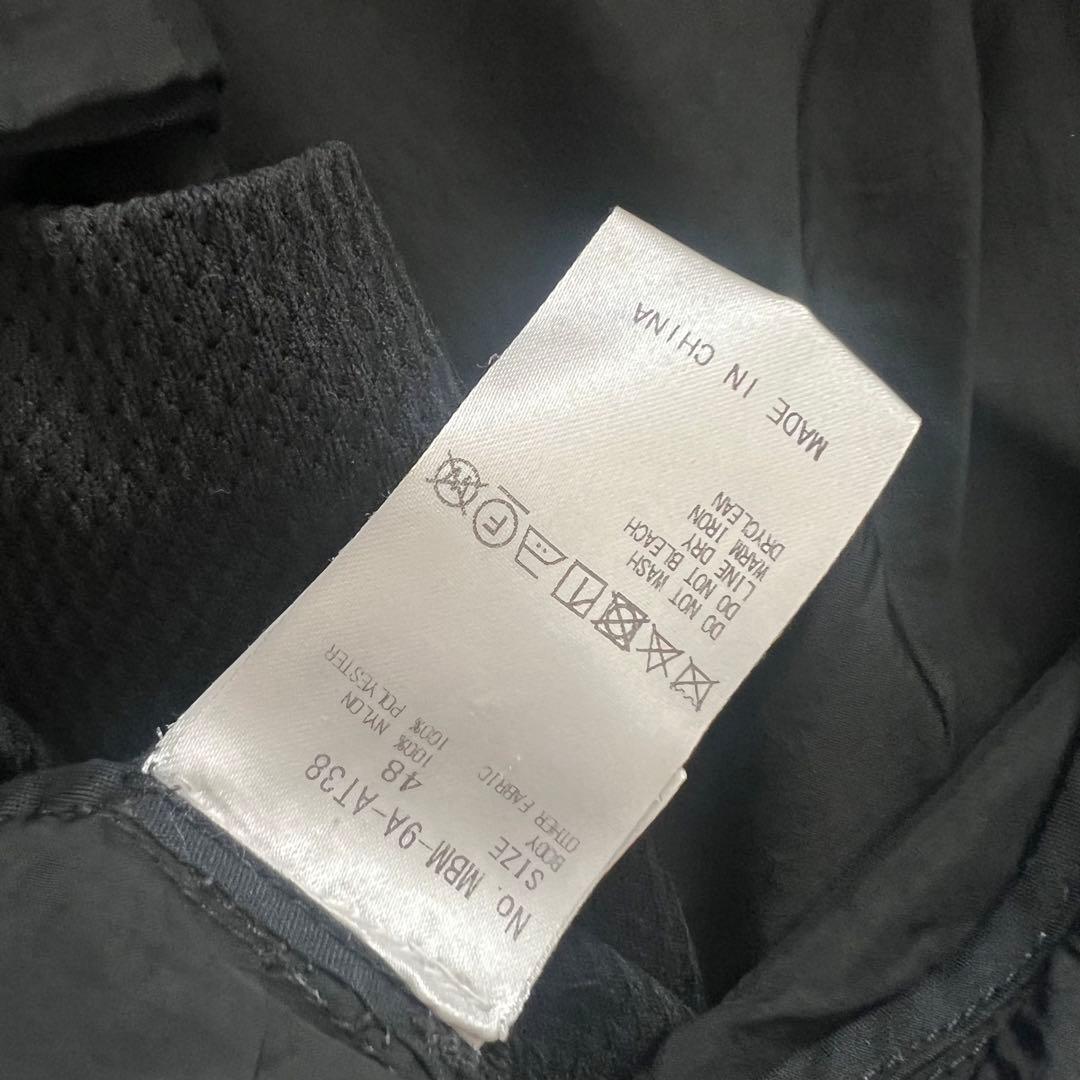 No. MBM-9A-AT38
SIZE 48
BODY 100% NYLON
OTHER FABRIC 100% POLYESTER
F
W
DO NOT WASH
DO NOT BLEACH
LINE DRY
WARM IRON
DRYCLEAN
MADE IN CHINA